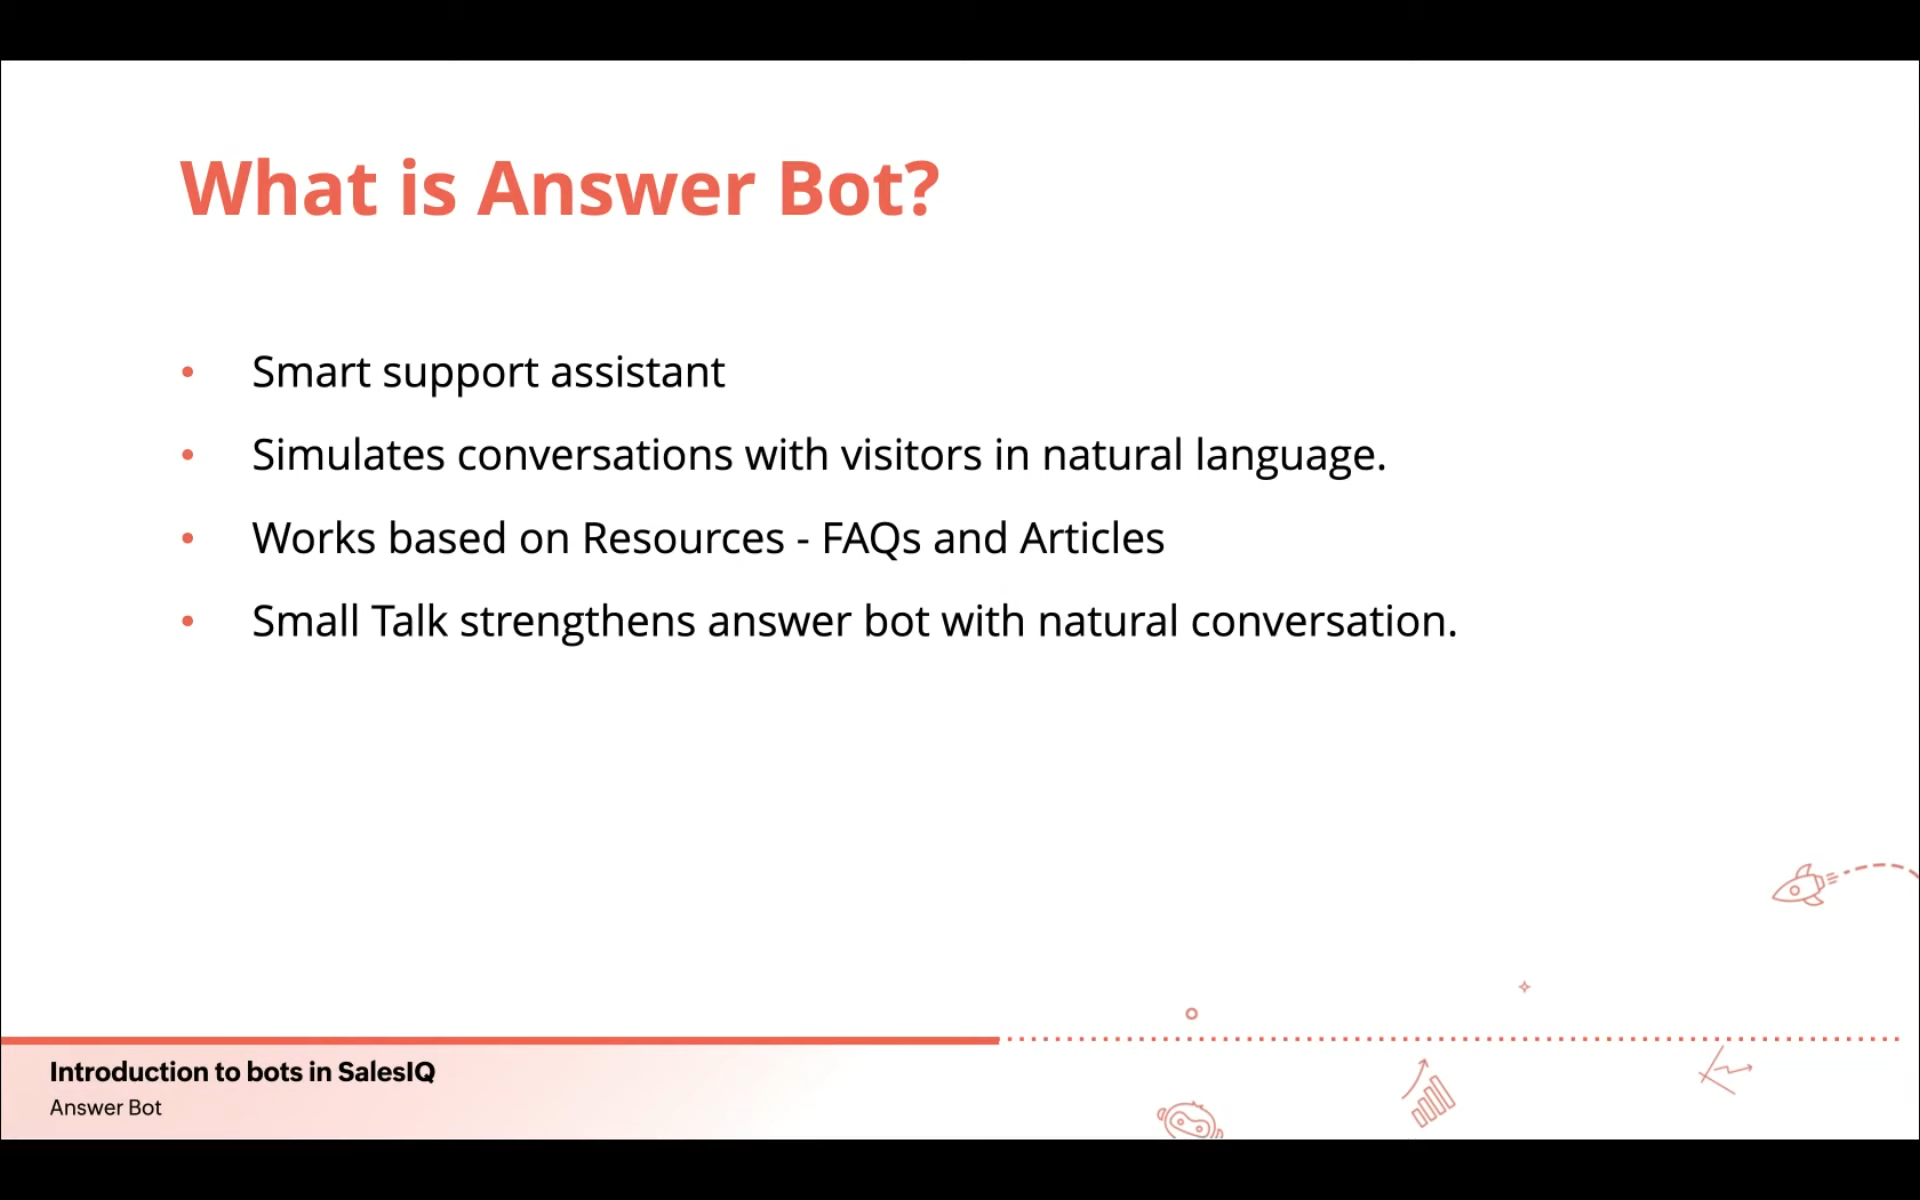 What is Answer Bot?
• Smart support assistant
• Simulates conversations with visitors in natural language.
• Works based on Resources - FAQs and Articles
• Small Talk strengthens answer bot with natural conversation.
Introduction to bots in SalesIQ
Answer Bot